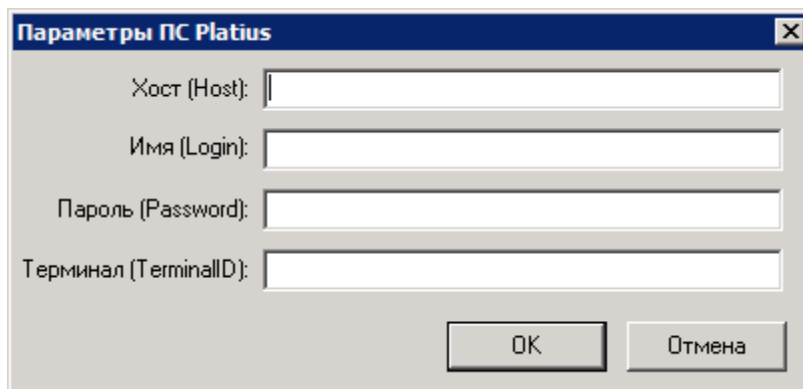 Параметры ПС Platius
Хост (Host):
Имя (Login):
Пароль (Password):
Терминал (TerminalID):
OK
Отмена